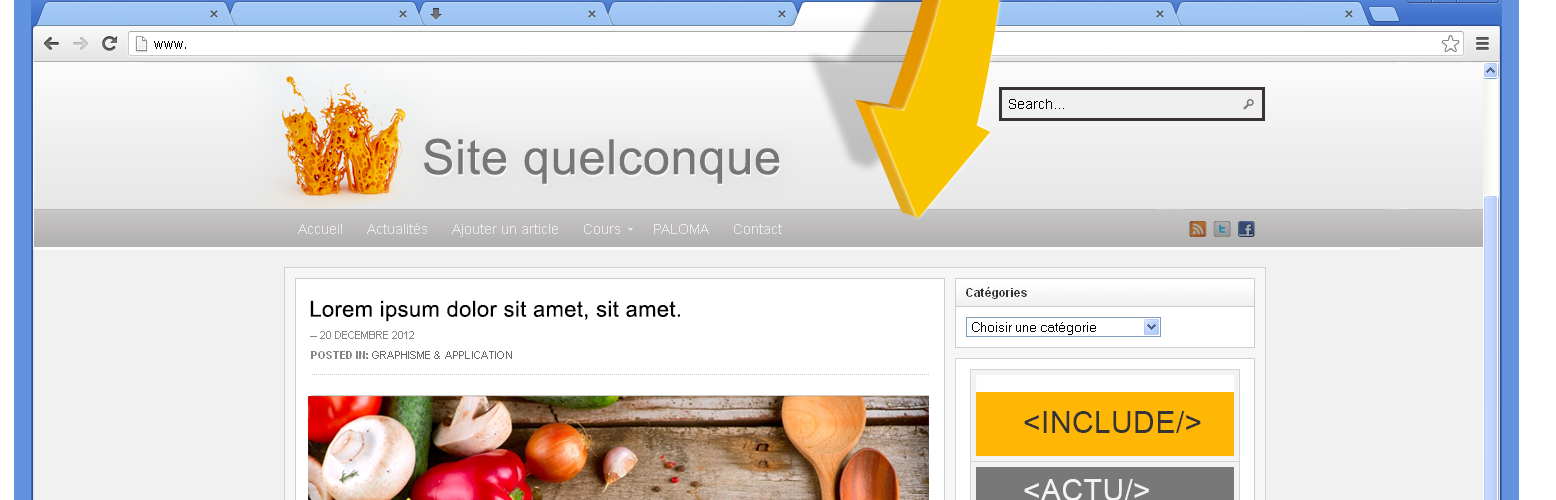 www.
Search...
Site quelconque
Accueil Actualités Ajouter un article Cours PALOMA Contact
Lorem ipsum dolor sit amet, sit amet.
– 20 DECEMBRE 2012
POSTED IN: GRAPHISME & APPLICATION
Catégories
Choisir une catégorie
<INCLUDE/>
<ACTU/>